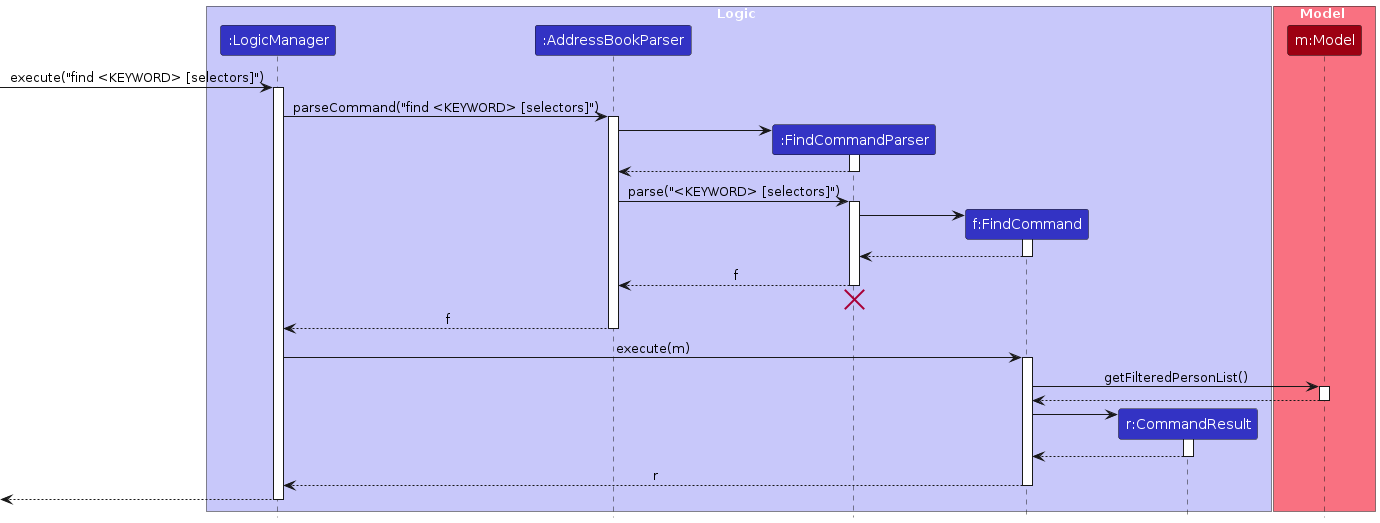 Logic
Model
:LogicManager
:AddressBookParser
m:Model
execute("find <KEYWORD> [selectors]")
parseCommand("find <KEYWORD> [selectors]")
:FindCommandParser
parse("<KEYWORD> [selectors]")
f:FindCommand
f
f
execute(m)
getFilteredPersonList()
r:CommandResult
r